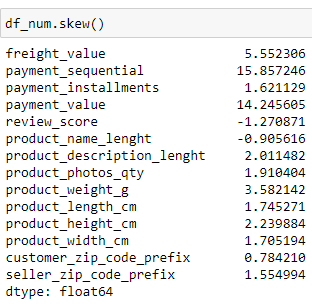 df_num.skew()
freight_value 5.552306
payment_sequential 15.857246
payment_installments 1.621129
payment_value 14.245605
review_score -1.270871
product_name_lenght -0.905616
product_description_lenght 2.011482
product_photos_qty 1.910404
product_weight_g 3.582142
product_length_cm 1.745271
product_height_cm 2.239884
product_width_cm 1.705194
customer_zip_code_prefix 0.784210
seller_zip_code_prefix 1.554994
dtype: float64